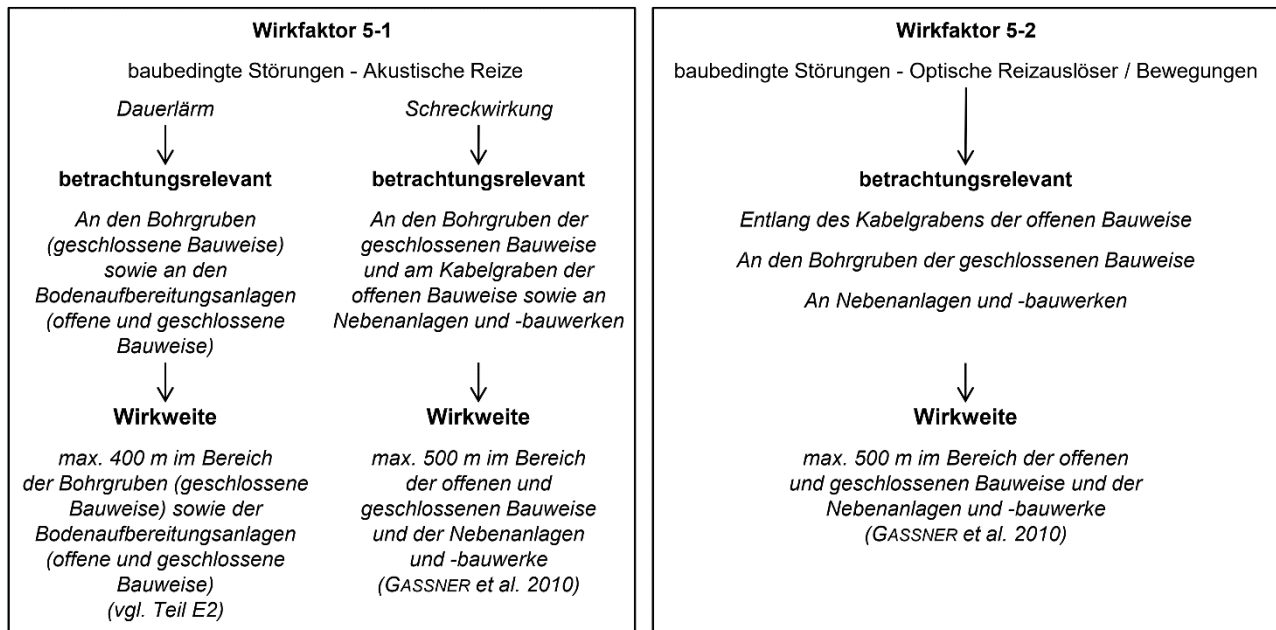 Wirkfaktor 5-1
baubedingte Störungen - Akustische Reize
Dauerlärm
betrachtungsrelevant
An den Bohrgruben
(geschlossene Bauweise)
sowie an den
Bodenaufbereitungsanlagen
(offene und geschlossene
Bauweise)
Wirkweite
max. 400 m im Bereich
der Bohrgruben (geschlossene
Bauweise) sowie der
Bodenaufbereitungsanlagen
(offene und geschlossene
Bauweise)
(vgl. Teil E2)
Schreckwirkung
betrachtungsrelevant
An den Bohrgruben der
geschlossenen Bauweise
und am Kabelgraben der
offenen Bauweise sowie an
Nebenanlagen und -bauwerken
Wirkweite
max. 500 m im Bereich
der offenen und
geschlossenen Bauweise
und der Nebenanlagen
und -bauwerke
(GASSNER et al. 2010)
Wirkfaktor 5-2
baubedingte Störungen - Optische Reizauslöser / Bewegungen
betrachtungsrelevant
Entlang des Kabelgrabens der offenen Bauweise
An den Bohrgruben der geschlossenen Bauweise
An Nebenanlagen und -bauwerken
Wirkweite
max. 500 m im Bereich der offenen
und geschlossenen Bauweise und der
Nebenanlagen und -bauwerke
(GASSNER et al. 2010)